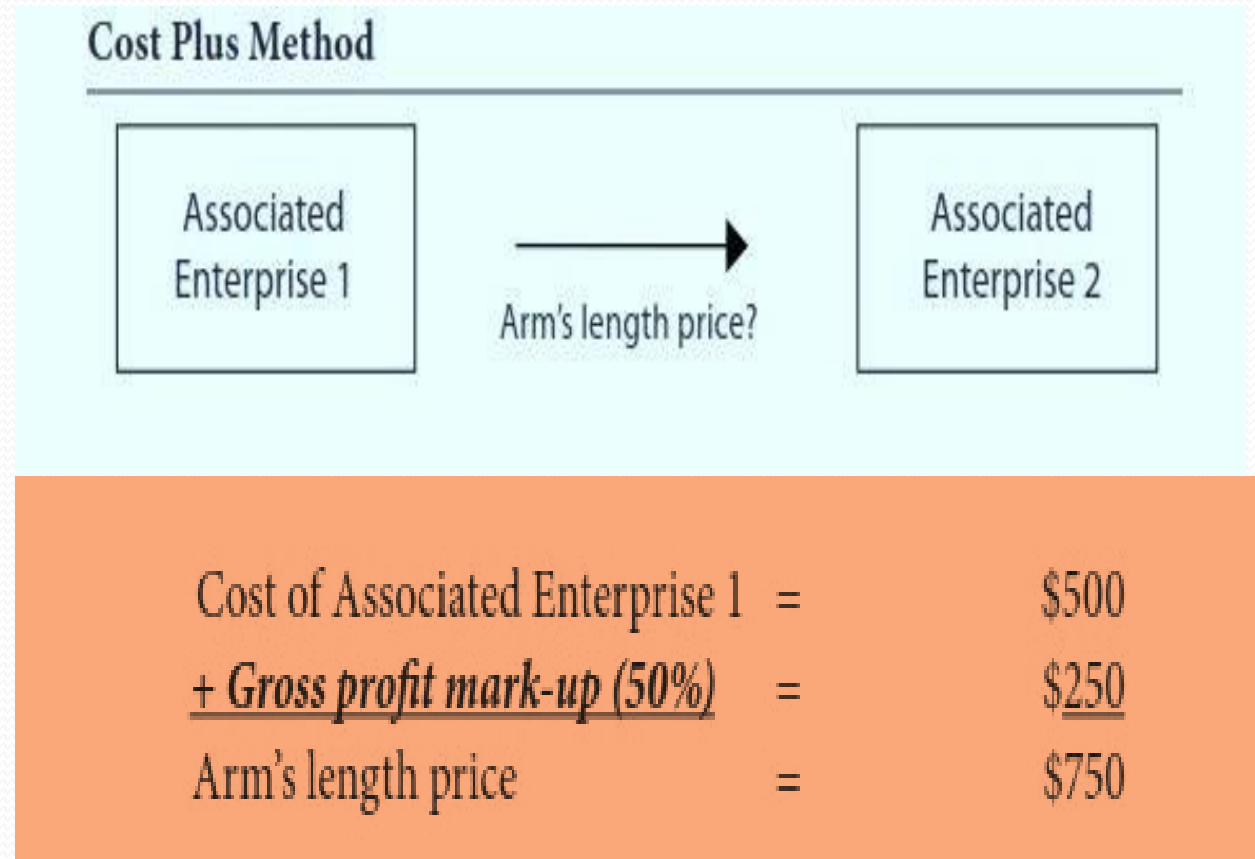 Cost Plus Method
Associated
Enterprise 1
Arm's length price?
Associated
Enterprise 2
Cost of Associated Enterprise 1 = $500
+ Gross profit mark-up (50%) = $250
Arm's length price = $750